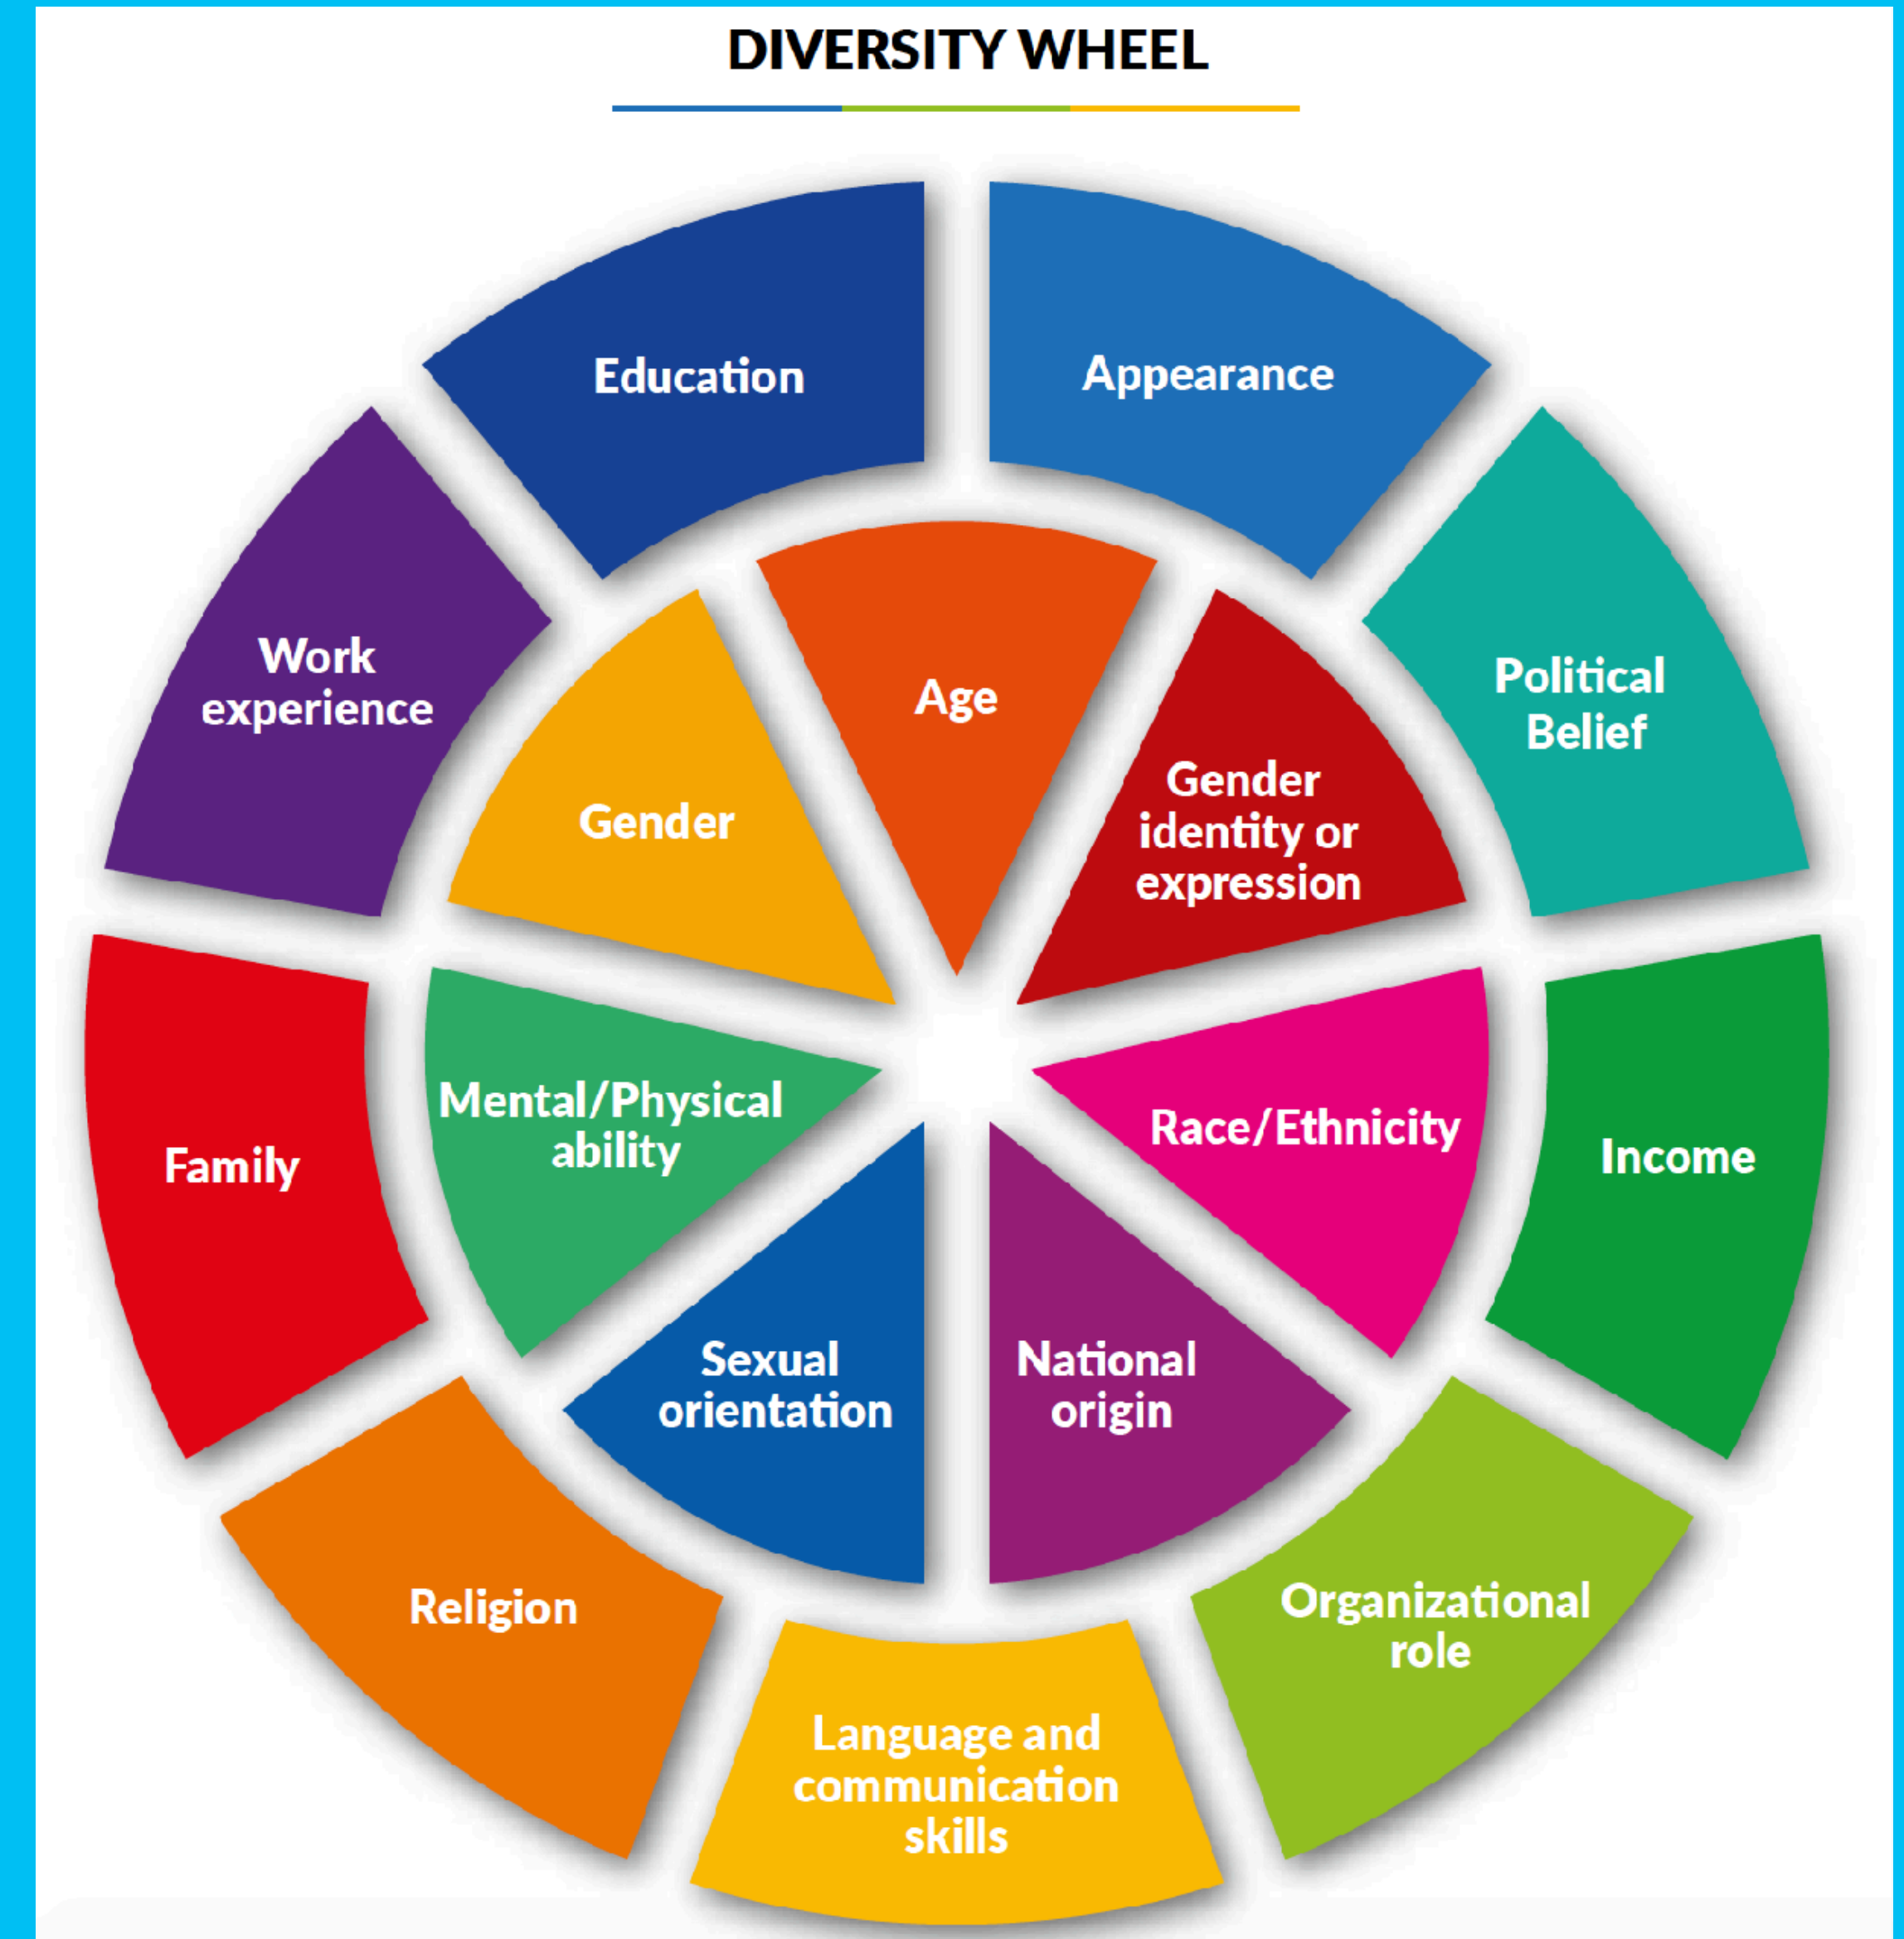 DIVERSITY WHEEL
Education
Appearance
Work
experience
Political
Belief
Age
Gender
Gender
identity or
expression
Mental/Physical
ability
Race/Ethnicity
Family
Income
Sexual
orientation
National
origin
Religion
Organizational
role
Language and
communication
skills